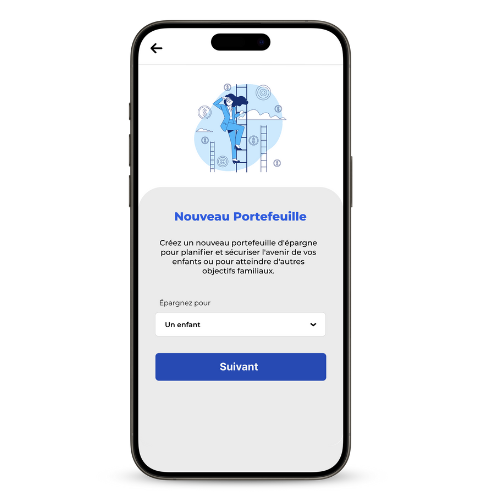 Nouveau Portefeuille
Créez un nouveau portefeuille d'épargne
pour planifier et sécuriser l'avenir de vos
enfants ou pour atteindre d'autres
objectifs familiaux.
Épargnez pour
Un enfant
Suivant